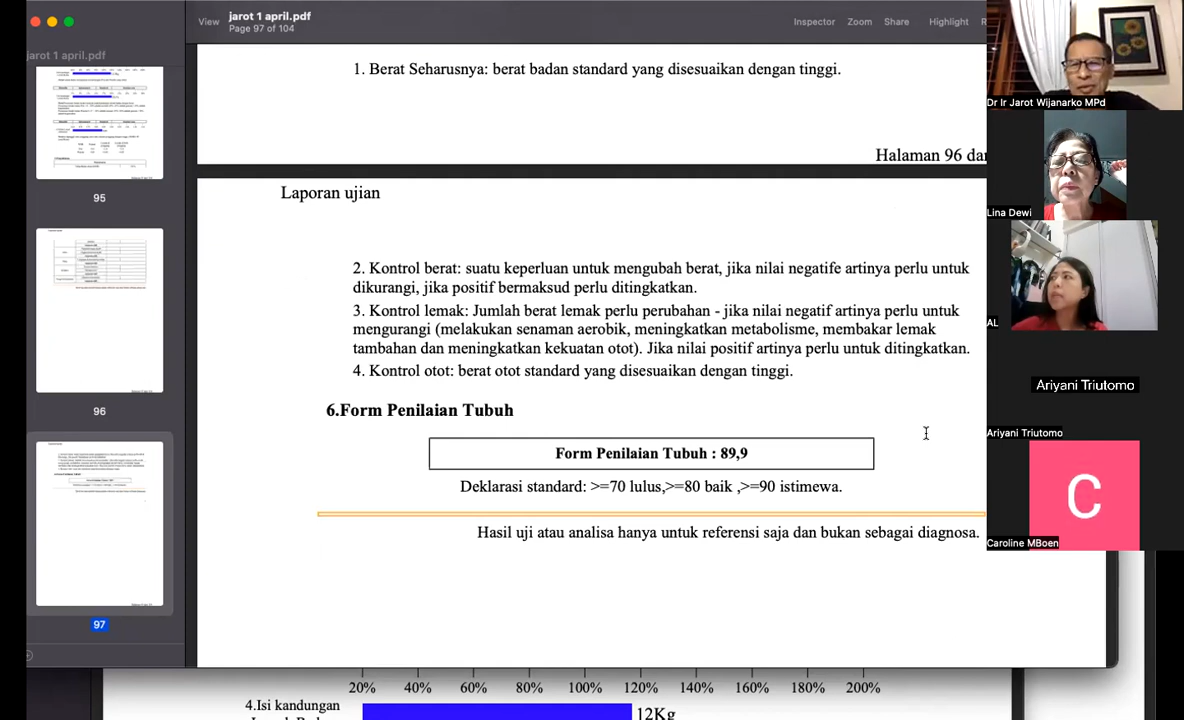 jarot 1 april.pdf
Page 97 of 104
View
Inspector
Zoom
Share
Highlight
jarot 1 april.pdf
95
96
97
1. Berat Seharusnya: berat badan standard yang disesuaikan dengan tinggi.
Halaman 96 dar
Laporan ujian
2. Kontrol berat: suatu keperluan untuk mengubah berat, jika nilai negatife artinya perlu untuk
dikurangi, jika positif bermaksud perlu ditingkatkan.
3. Kontrol lemak: Jumlah berat lemak perlu perubahan - jika nilai negatif artinya perlu untuk
mengurangi (melakukan senaman aerobik, meningkatkan metabolisme, membakar lemak
tambahan dan meningkatkan kekuatan otot). Jika nilai positif artinya perlu untuk ditingkatkan.
4. Kontrol otot: berat otot standard yang disesuaikan dengan tinggi.
6.Form Penilaian Tubuh
Form Penilaian Tubuh : 89,9
Deklarasi standard: >=70 lulus,>=80 baik ,>=90 istimewa.
Hasil uji atau analisa hanya untuk referensi saja dan bukan sebagai diagnosa.
20% 40% 60% 80% 100% 120% 140% 160% 180% 200%
4.Isi kandungan
12Kg
Dr Ir Jarot Wijanarko MPd
Lina Dewi
AL
Ariyani Triutomo
Ariyani Triutomo
C
Caroline MBoen